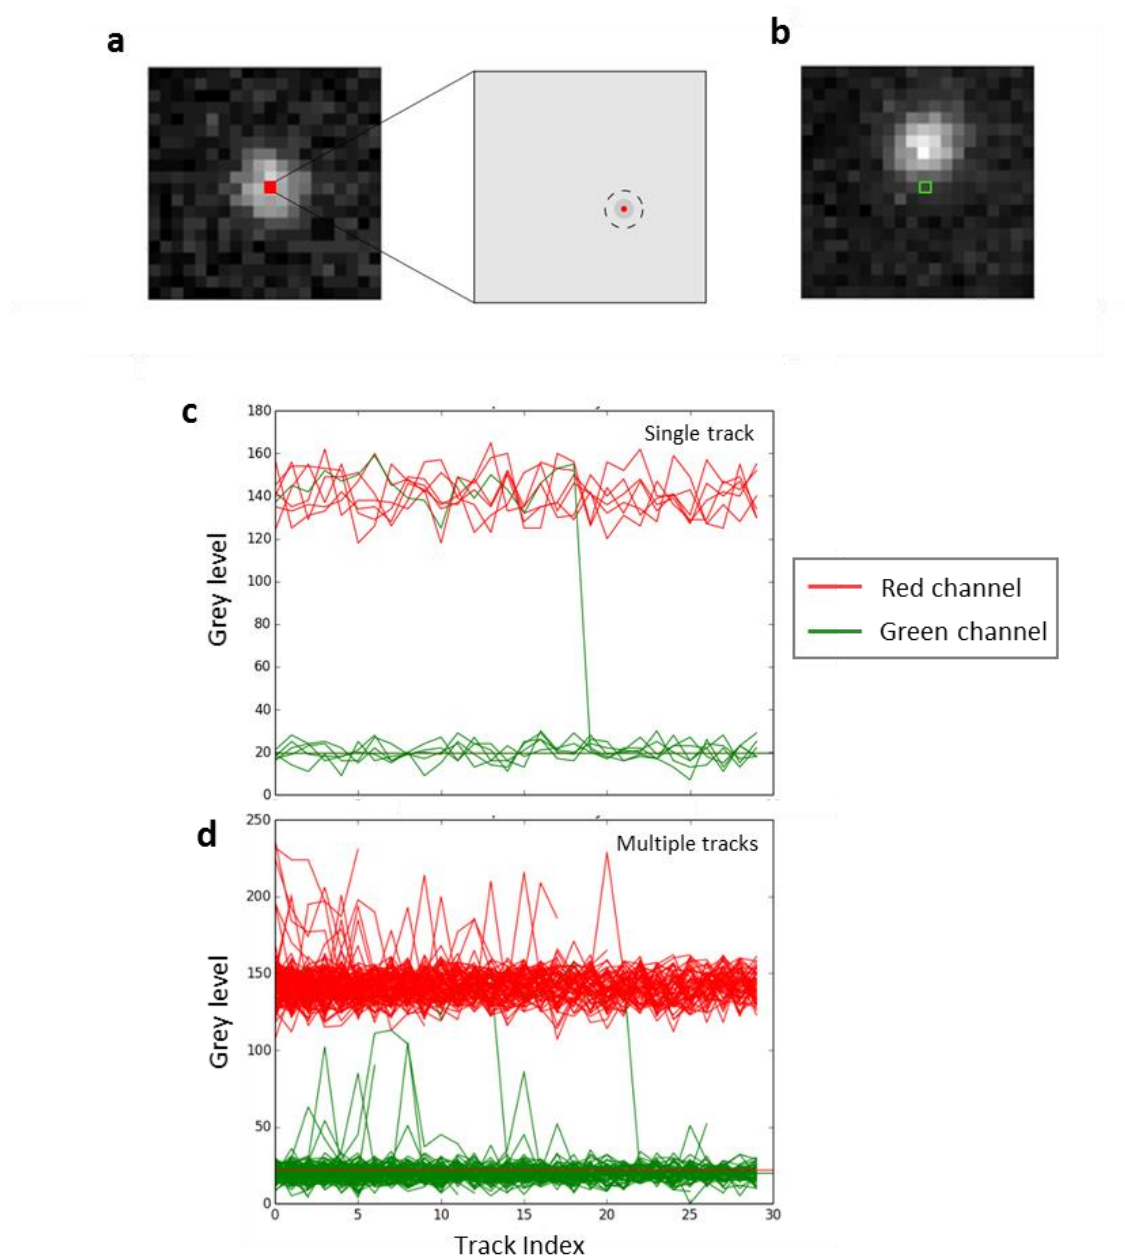 a
b
c
Single track
180
160
140
120
100
80
60
40
20
0
Grey level
Red channel
Green channel
d
Multiple tracks
250
200
150
100
50
0
Grey level
0 5 10 15 20 25 30
Track Index